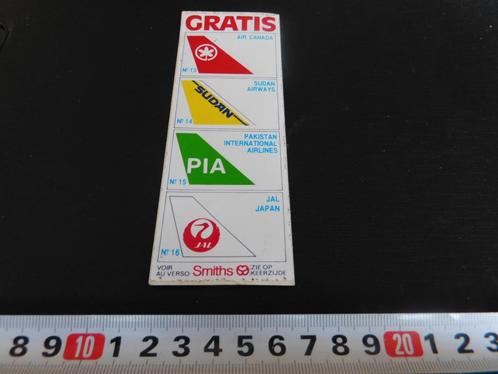 GRATIS
AIR CANADA
Nº 13
SUDAN
AIRWAYS
SUDAN
Nº 14
PAKISTAN
INTERNATIONAL
AIRLINES
PIA
Nº 15
JAL
JAPAN
JAL
Nº 16
VOIR
AU VERSO
Smiths
ZIE OP
KEERZIJDE
8 9 10 1 2 3 4 5 6 7 8 9 20 1 2